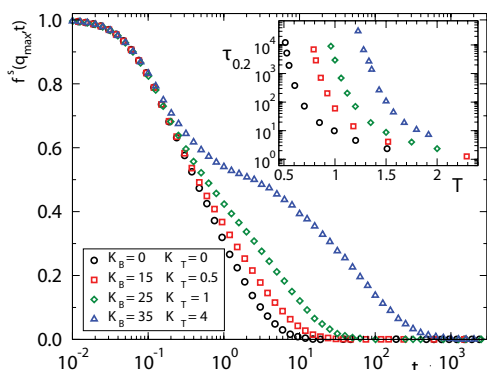 1.0
0.8
0.6
0.4
0.2
0.0
f^s(q_max,t)
10^-2 10^-1 10^0 10^1 10^2 10^3
t
K_B=0 K_T=0
K_B=15 K_T=0.5
K_B=25 K_T=1
K_B=35 K_T=4
τ_0.2
10^4
10^3
10^2
10^1
10^0
0.5 1 1.5 2
T